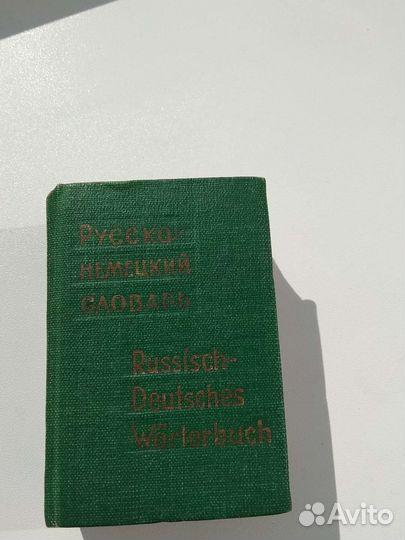 Русско-
немецкий
словарь
Russisch-
Deutsches
Wörterbuch
Avito